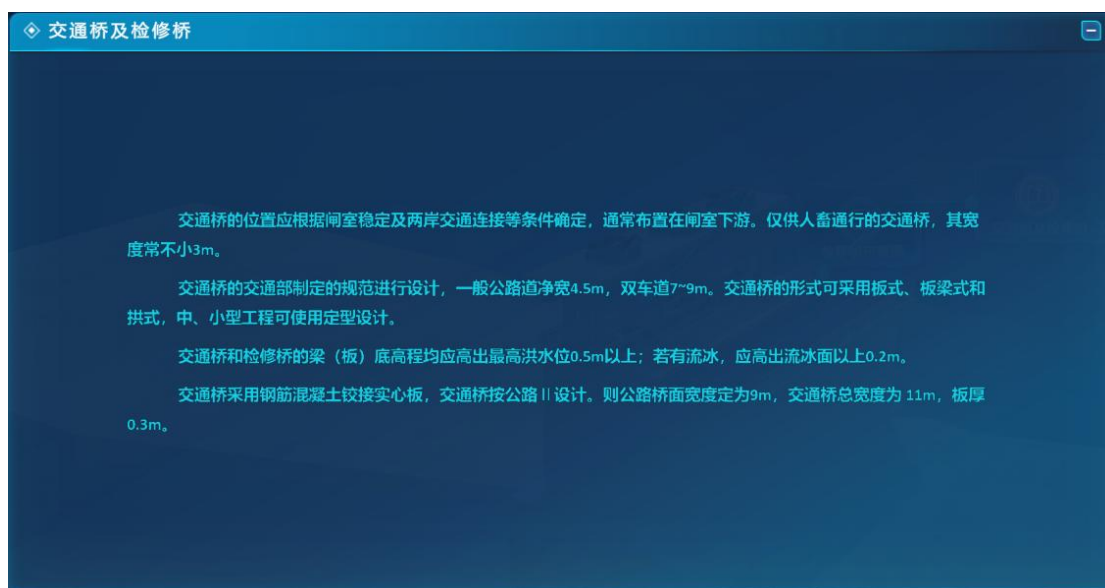 交通桥及检修桥
交通桥的位置应根据闸室稳定及两岸交通连接等条件确定，通常布置在闸室下游。仅供人畜通行的交通桥，其宽
度常不小3m。
交通桥的交通部制定的规范进行设计，一般公路道净宽4.5m，双车道7~9m。交通桥的形式可采用板式、板梁式和
拱式，中、小型工程可使用定型设计。
交通桥和检修桥的梁（板）底高程均应高出最高洪水位0.5m以上；若有流冰，应高出流冰面以上0.2m。
交通桥采用钢筋混凝土铰接实心板，交通桥按公路Ⅱ设计。则公路桥面宽度定为9m，交通桥总宽度为 11m，板厚
0.3m。